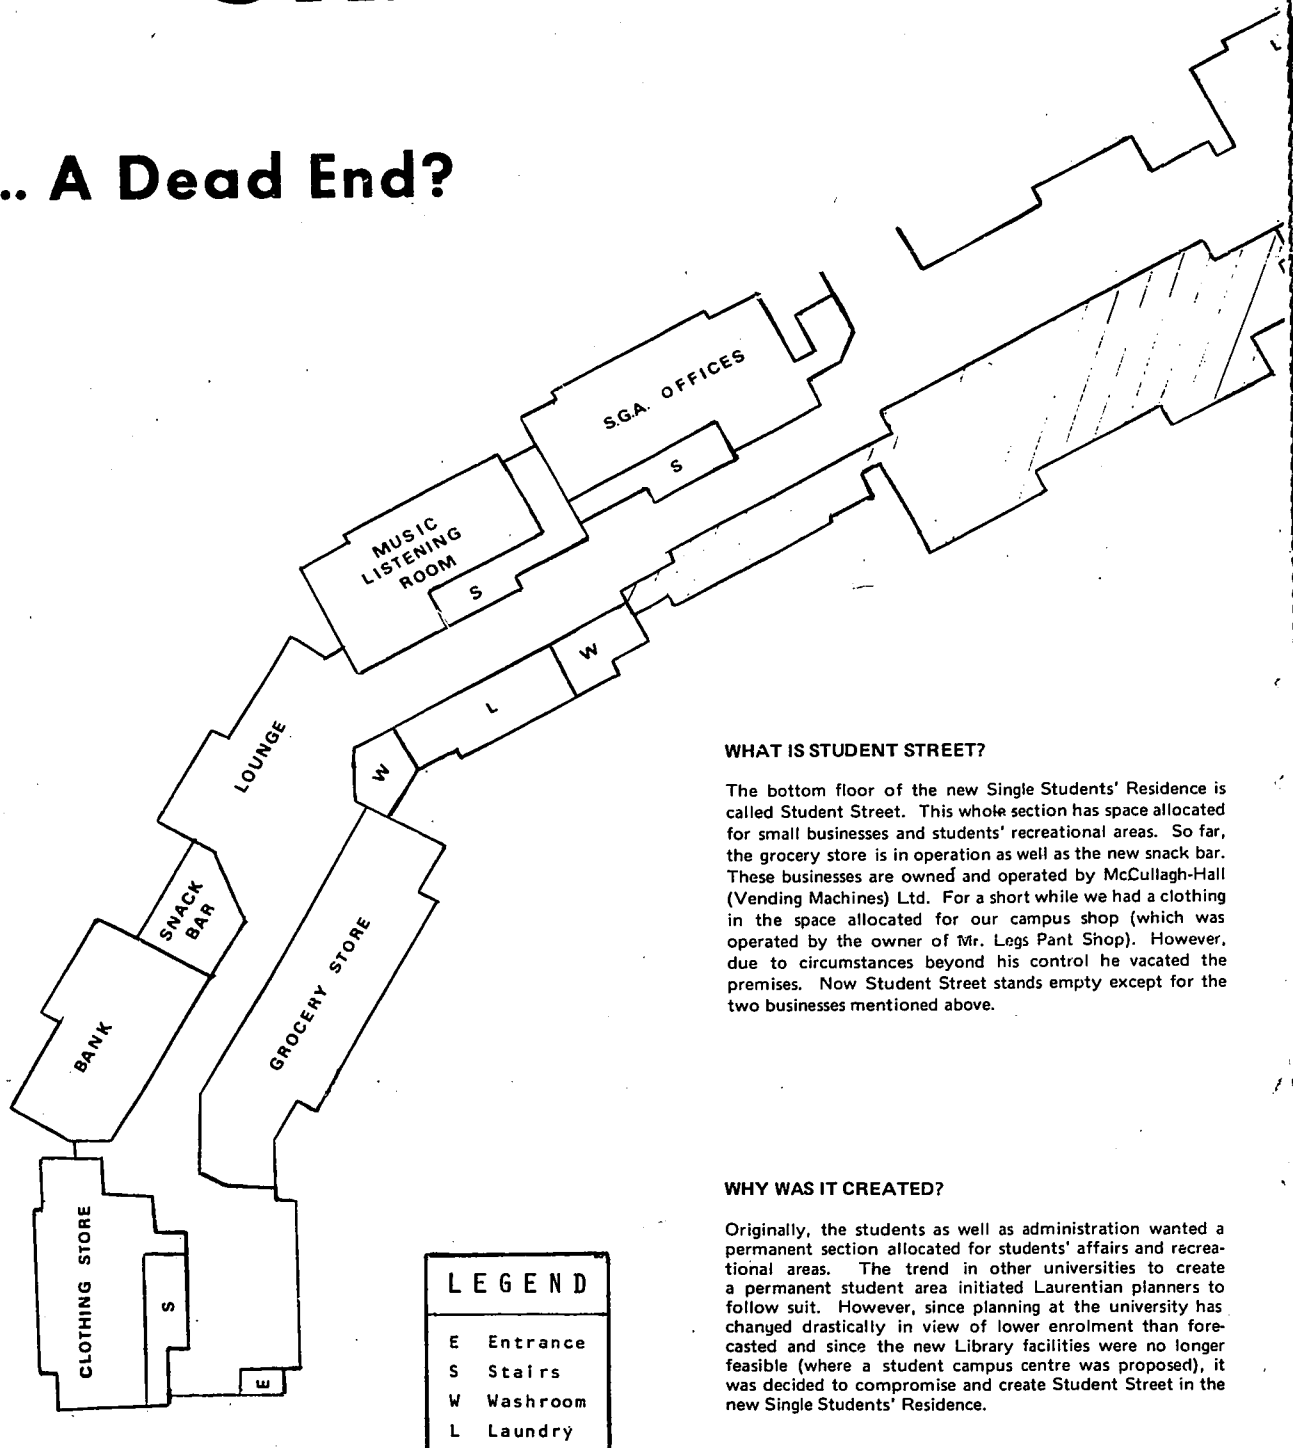 .. A Dead End?
L
S.G.A. OFFICES
S
MUSIC
LISTENING
ROOM
S
W
L
LOUNGE
W
SNACK
BAR
GROCERY STORE
BANK
CLOTHING STORE
S
E
LEGEND
E Entrance
S Stairs
W Washroom
L Laundry
WHAT IS STUDENT STREET?
The bottom floor of the new Single Students' Residence is
called Student Street. This whole section has space allocated
for small businesses and students' recreational areas. So far,
the grocery store is in operation as well as the new snack bar.
These businesses are owned and operated by McCullagh-Hall
(Vending Machines) Ltd. For a short while we had a clothing
in the space allocated for our campus shop (which was
operated by the owner of Mr. Legs Pant Shop). However,
due to circumstances beyond his control he vacated the
premises. Now Student Street stands empty except for the
two businesses mentioned above.
WHY WAS IT CREATED?
Originally, the students as well as administration wanted a
permanent section allocated for students' affairs and recrea-
tional areas. The trend in other universities to create
a permanent student area initiated Laurentian planners to
follow suit. However, since planning at the university has
changed drastically in view of lower enrolment than fore-
casted and since the new Library facilities were no longer
feasible (where a student campus centre was proposed), it
was decided to compromise and create Student Street in the
new Single Students' Residence.